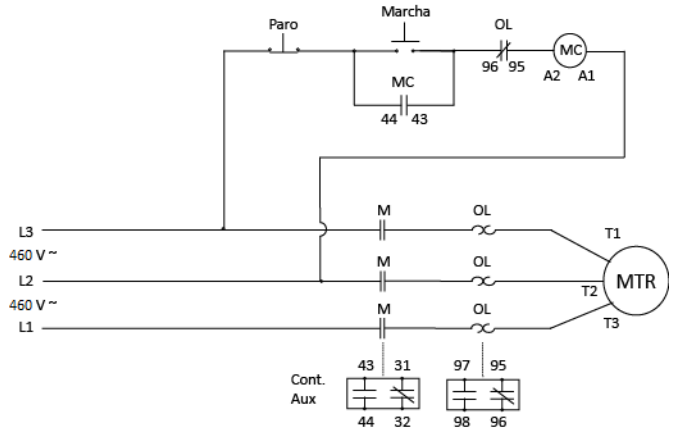 Marcha
Paro
OL
MC
96 95
MC
A2 A1
44 43
M OL
L3
T1
460 V ~
M OL
L2
T2
MTR
460 V ~
M OL
L1
T3
43 31
97 95
Cont.
Aux
44 32
98 96